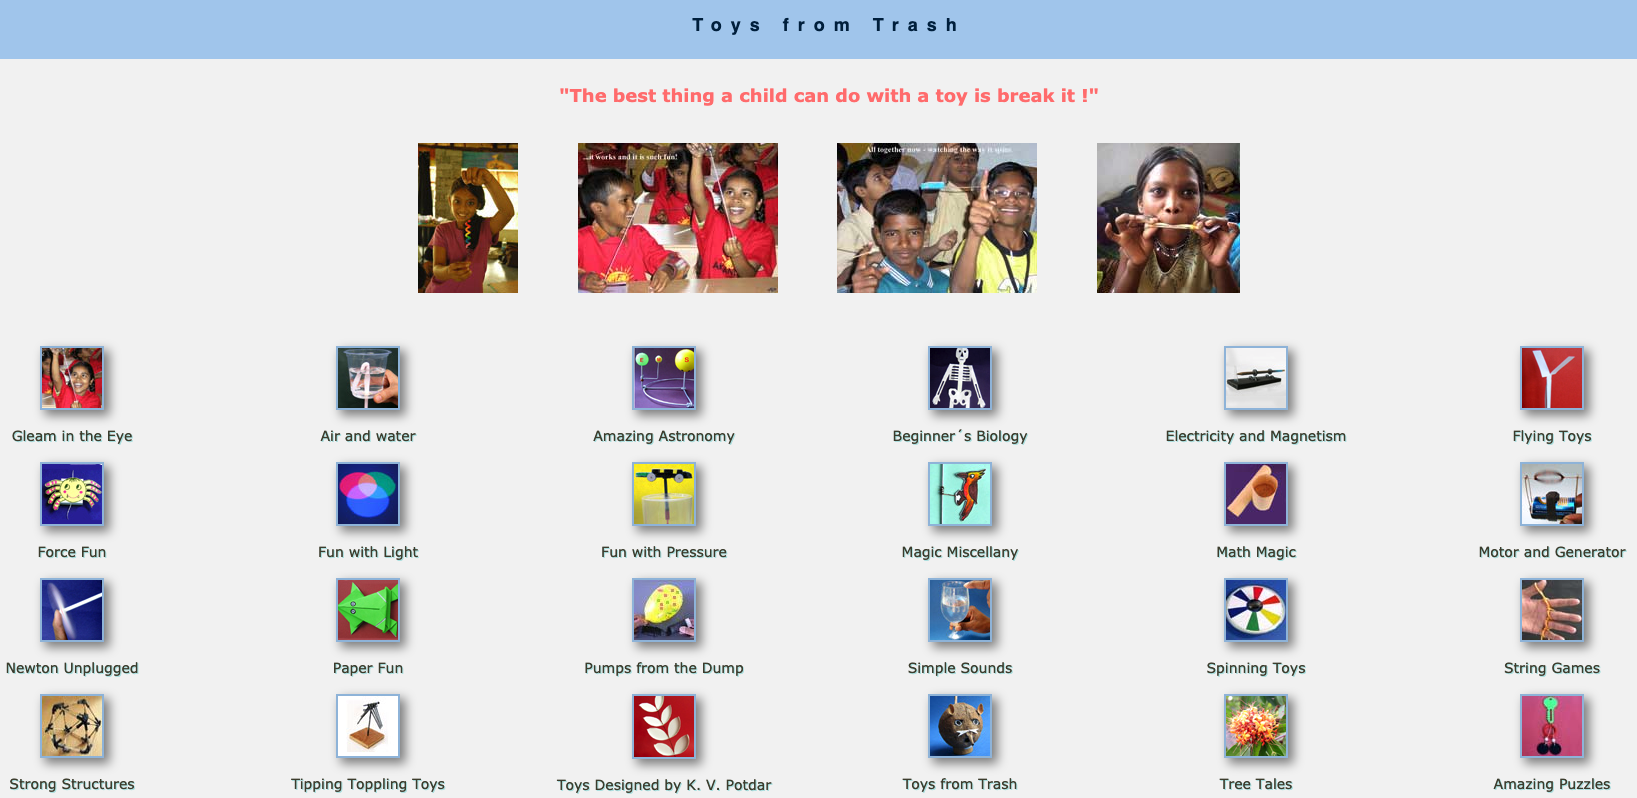 Toys from Trash
"The best thing a child can do with a toy is break it !"
...it works and it is such fun!
All together now - watching the way it spins.
Gleam in the Eye
Air and water
Amazing Astronomy
Beginner´s Biology
Electricity and Magnetism
Flying Toys
Force Fun
Fun with Light
Fun with Pressure
Magic Miscellany
Math Magic
Motor and Generator
Newton Unplugged
Paper Fun
Pumps from the Dump
Simple Sounds
Spinning Toys
String Games
Strong Structures
Tipping Toppling Toys
Toys Designed by K. V. Potdar
Toys from Trash
Tree Tales
Amazing Puzzles